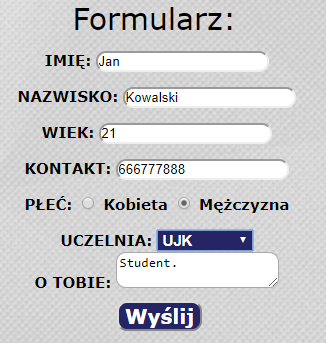 Formularz:
IMIĘ: Jan
NAZWISKO: Kowalski
WIEK: 21
KONTAKT: 666777888
PŁEĆ: Kobieta Mężczyzna
UCZELNIA: UJK
O TOBIE: Student.
Wyślij